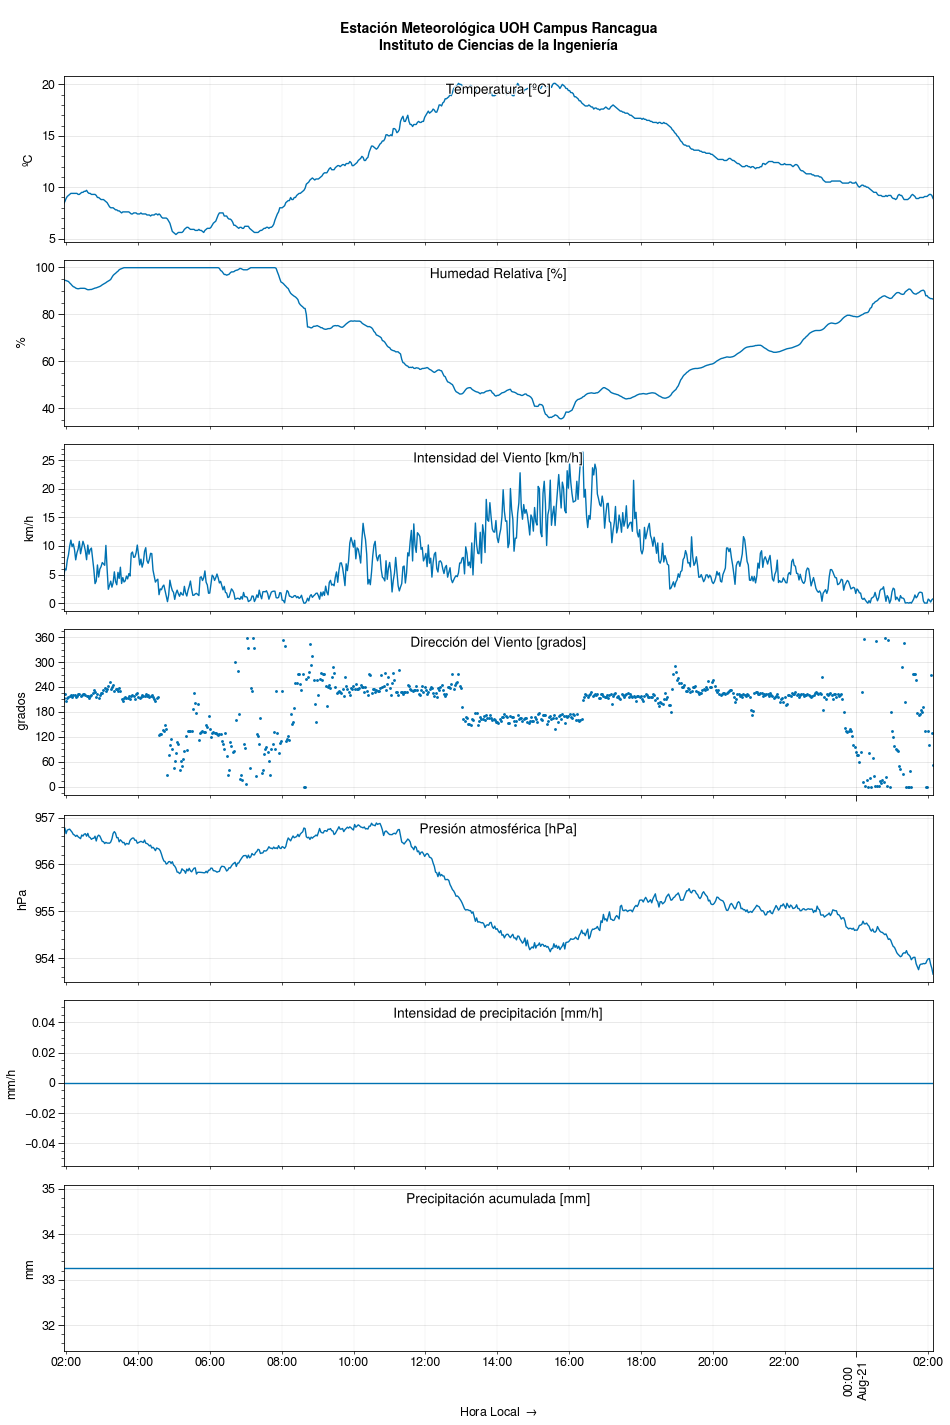 Estación Meteorológica UOH Campus Rancagua
Instituto de Ciencias de la Ingeniería
Temperatura [ºC]
20
15
10
5
ºC
Humedad Relativa [%]
100
80
60
40
%
Intensidad del Viento [km/h]
25
20
15
10
5
0
km/h
Dirección del Viento [grados]
360
300
240
180
120
60
0
grados
Presión atmosférica [hPa]
957
956
955
954
hPa
Intensidad de precipitación [mm/h]
0.04
0.02
0
−0.02
−0.04
mm/h
Precipitación acumulada [mm]
35
34
33
32
mm
02:00 04:00 06:00 08:00 10:00 12:00 14:00 16:00 18:00 20:00 22:00 00:00 02:00
Aug-21
Hora Local →